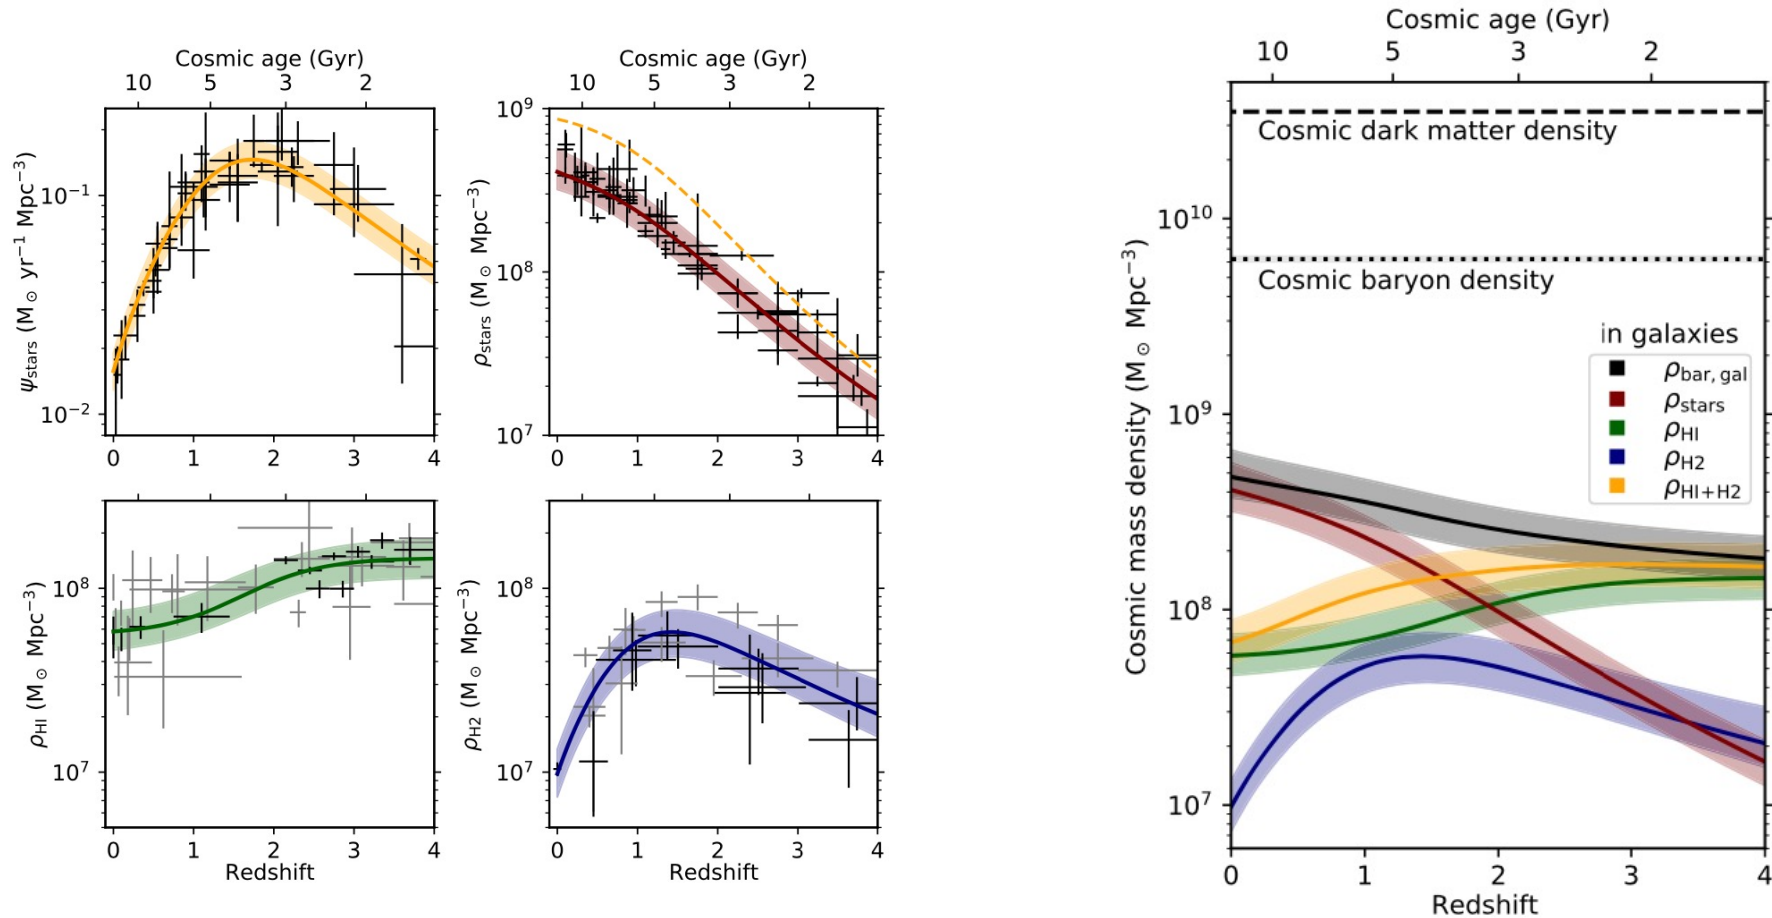 Cosmic age (Gyr)
10 5 3 2
ψstars (M⊙ yr−1 Mpc−3)
10−1
10−2
0 1 2 3 4
Cosmic age (Gyr)
10 5 3 2
ρstars (M⊙ Mpc−3)
109
108
107
0 1 2 3 4
ρHI (M⊙ Mpc−3)
108
107
0 1 2 3 4
Redshift
ρH2 (M⊙ Mpc−3)
108
107
0 1 2 3 4
Redshift
Cosmic age (Gyr)
10 5 3 2
Cosmic mass density (M⊙ Mpc−3)
1010
109
108
107
Cosmic dark matter density
Cosmic baryon density
in galaxies
ρbar, gal
ρstars
ρHI
ρH2
ρHI+H2
0 1 2 3 4
Redshift